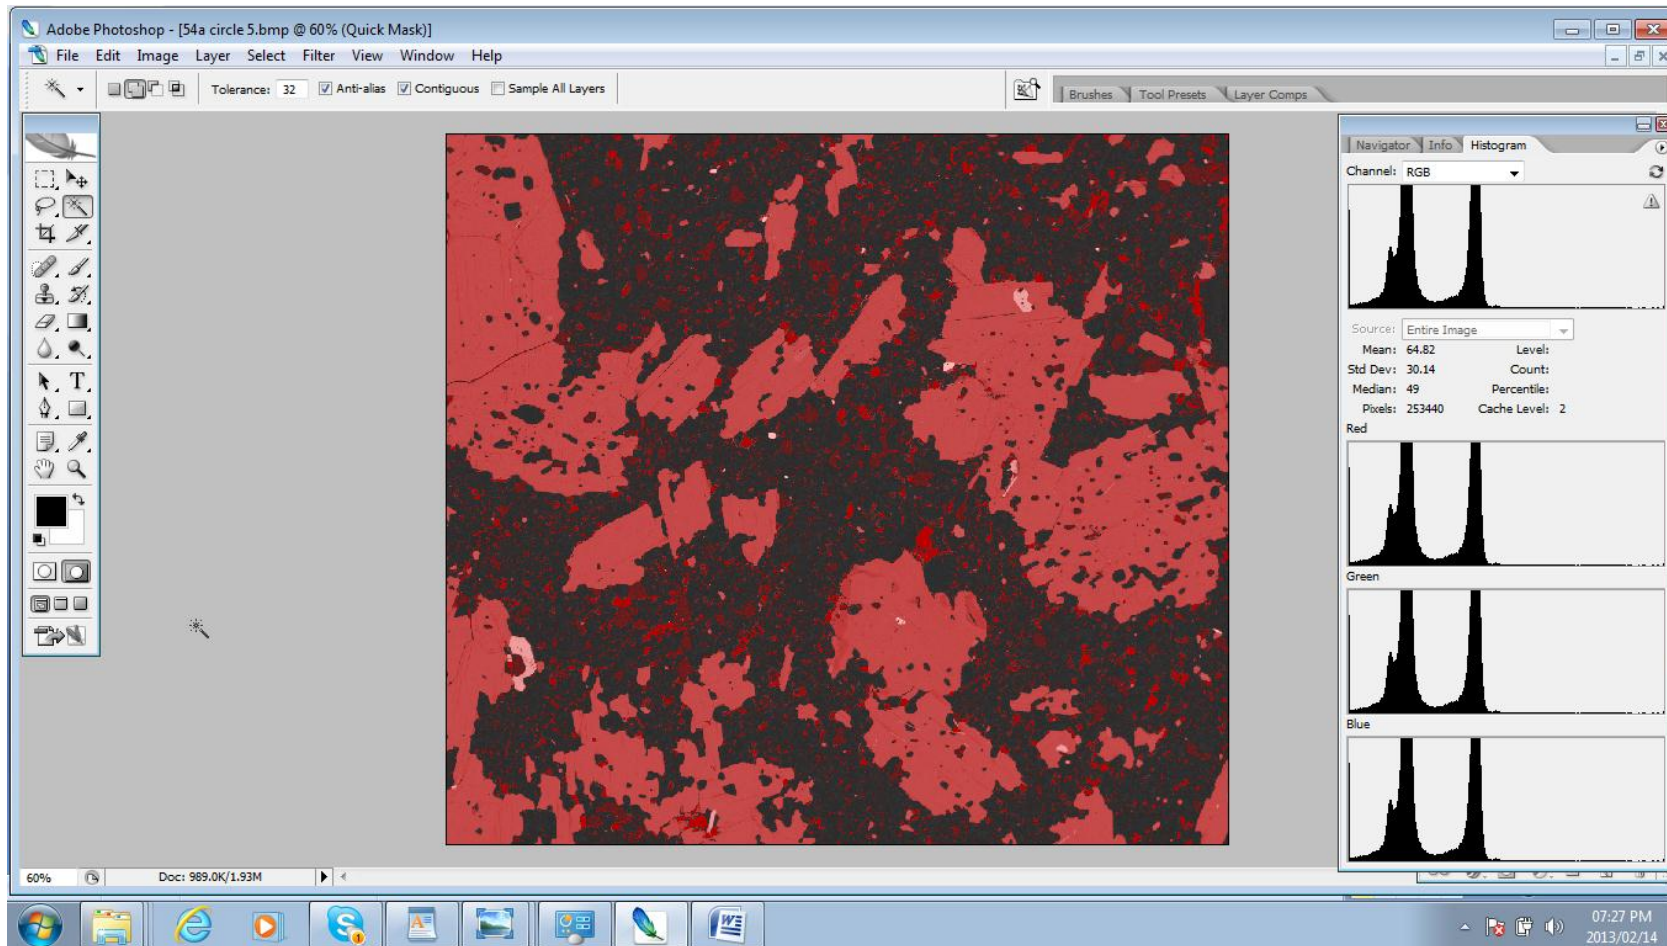 Adobe Photoshop - [54a circle 5.bmp @ 60% (Quick Mask)]
File Edit Image Layer Select Filter View Window Help
Tolerance: 32 Anti-alias Contiguous Sample All Layers
Brushes Tool Presets Layer Comps
Navigator Info Histogram
Channel: RGB
Source: Entire Image
Mean: 64.82 Level:
Std Dev: 30.14 Count:
Median: 49 Percentile:
Pixels: 253440 Cache Level: 2
Red
Green
Blue
60% Doc: 989.0K/1.93M
07:27 PM
2013/02/14